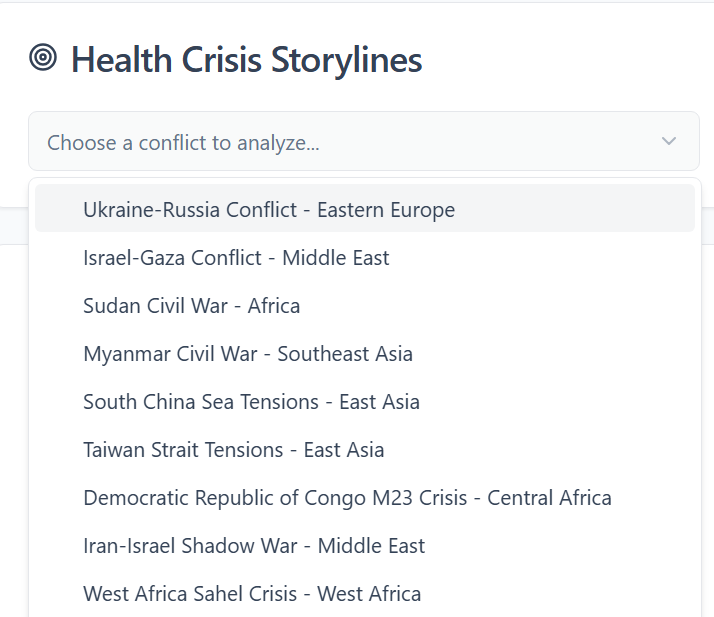 Health Crisis Storylines
Choose a conflict to analyze...
Ukraine-Russia Conflict - Eastern Europe
Israel-Gaza Conflict - Middle East
Sudan Civil War - Africa
Myanmar Civil War - Southeast Asia
South China Sea Tensions - East Asia
Taiwan Strait Tensions - East Asia
Democratic Republic of Congo M23 Crisis - Central Africa
Iran-Israel Shadow War - Middle East
West Africa Sahel Crisis - West Africa